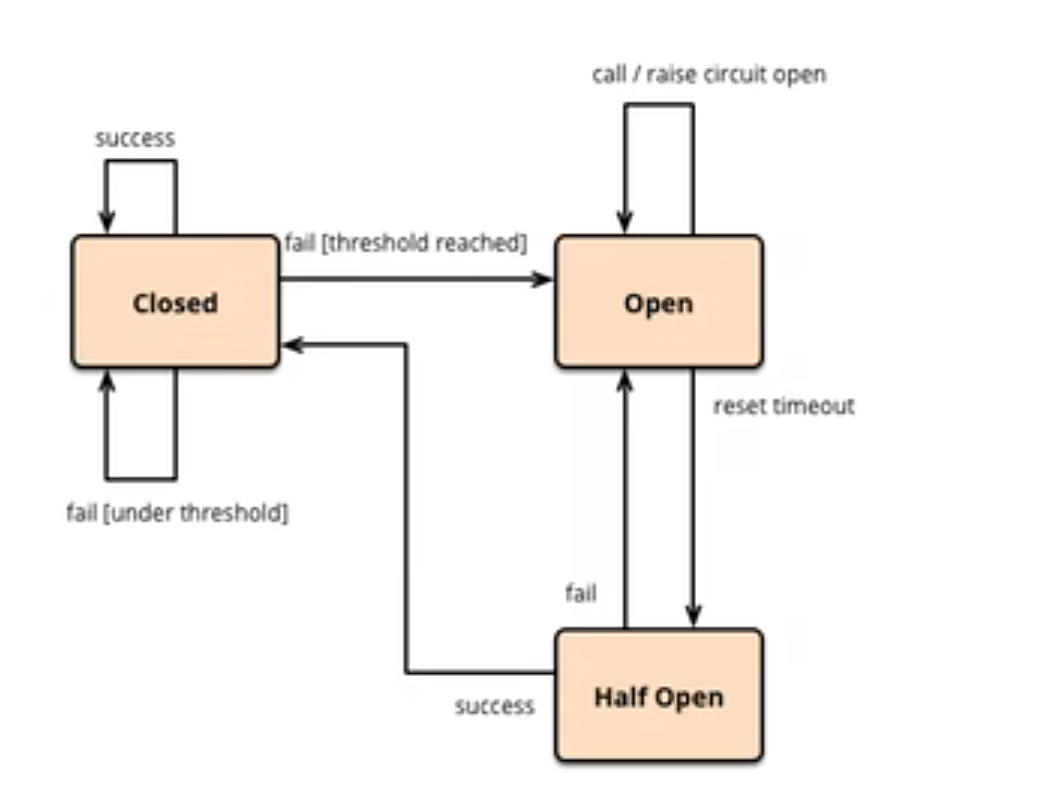 call / raise circuit open
success
fail [threshold reached]
Closed
Open
reset timeout
fail [under threshold]
fail
Half Open
success